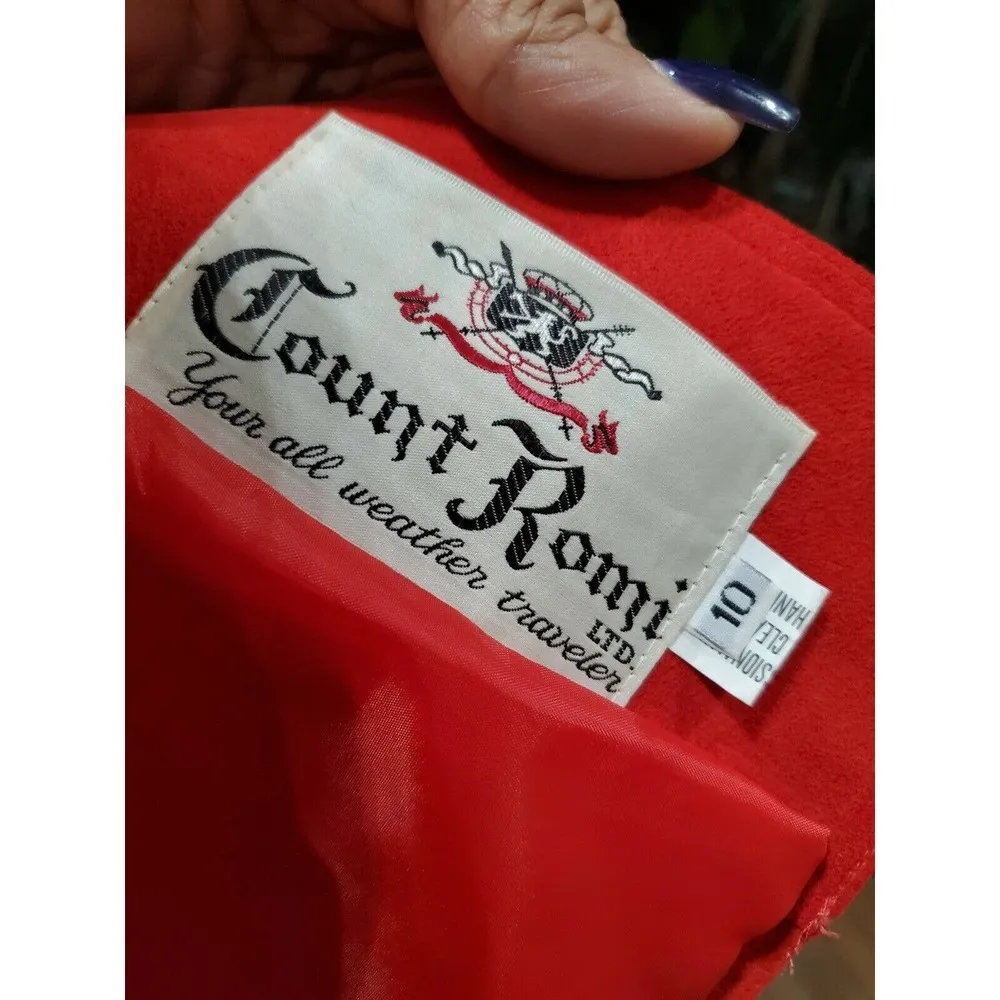 Count Romi
LTD.
Your all weather traveler
10